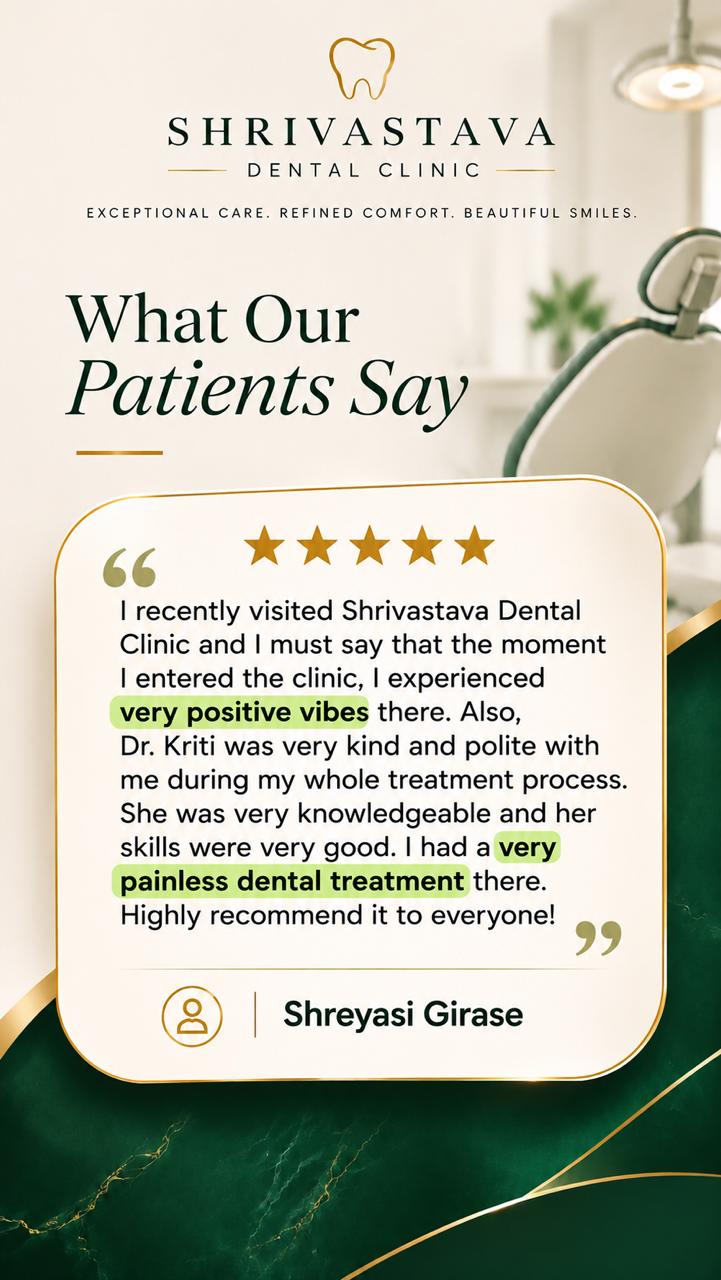 SHRIVASTAVA
DENTAL CLINIC
EXCEPTIONAL CARE. REFINED COMFORT. BEAUTIFUL SMILES.
What Our
Patients Say
“
I recently visited Shrivastava Dental
Clinic and I must say that the moment
I entered the clinic, I experienced
very positive vibes there. Also,
Dr. Kriti was very kind and polite with
me during my whole treatment process.
She was very knowledgeable and her
skills were very good. I had a very
painless dental treatment there.
Highly recommend it to everyone!
”
Shreyasi Girase